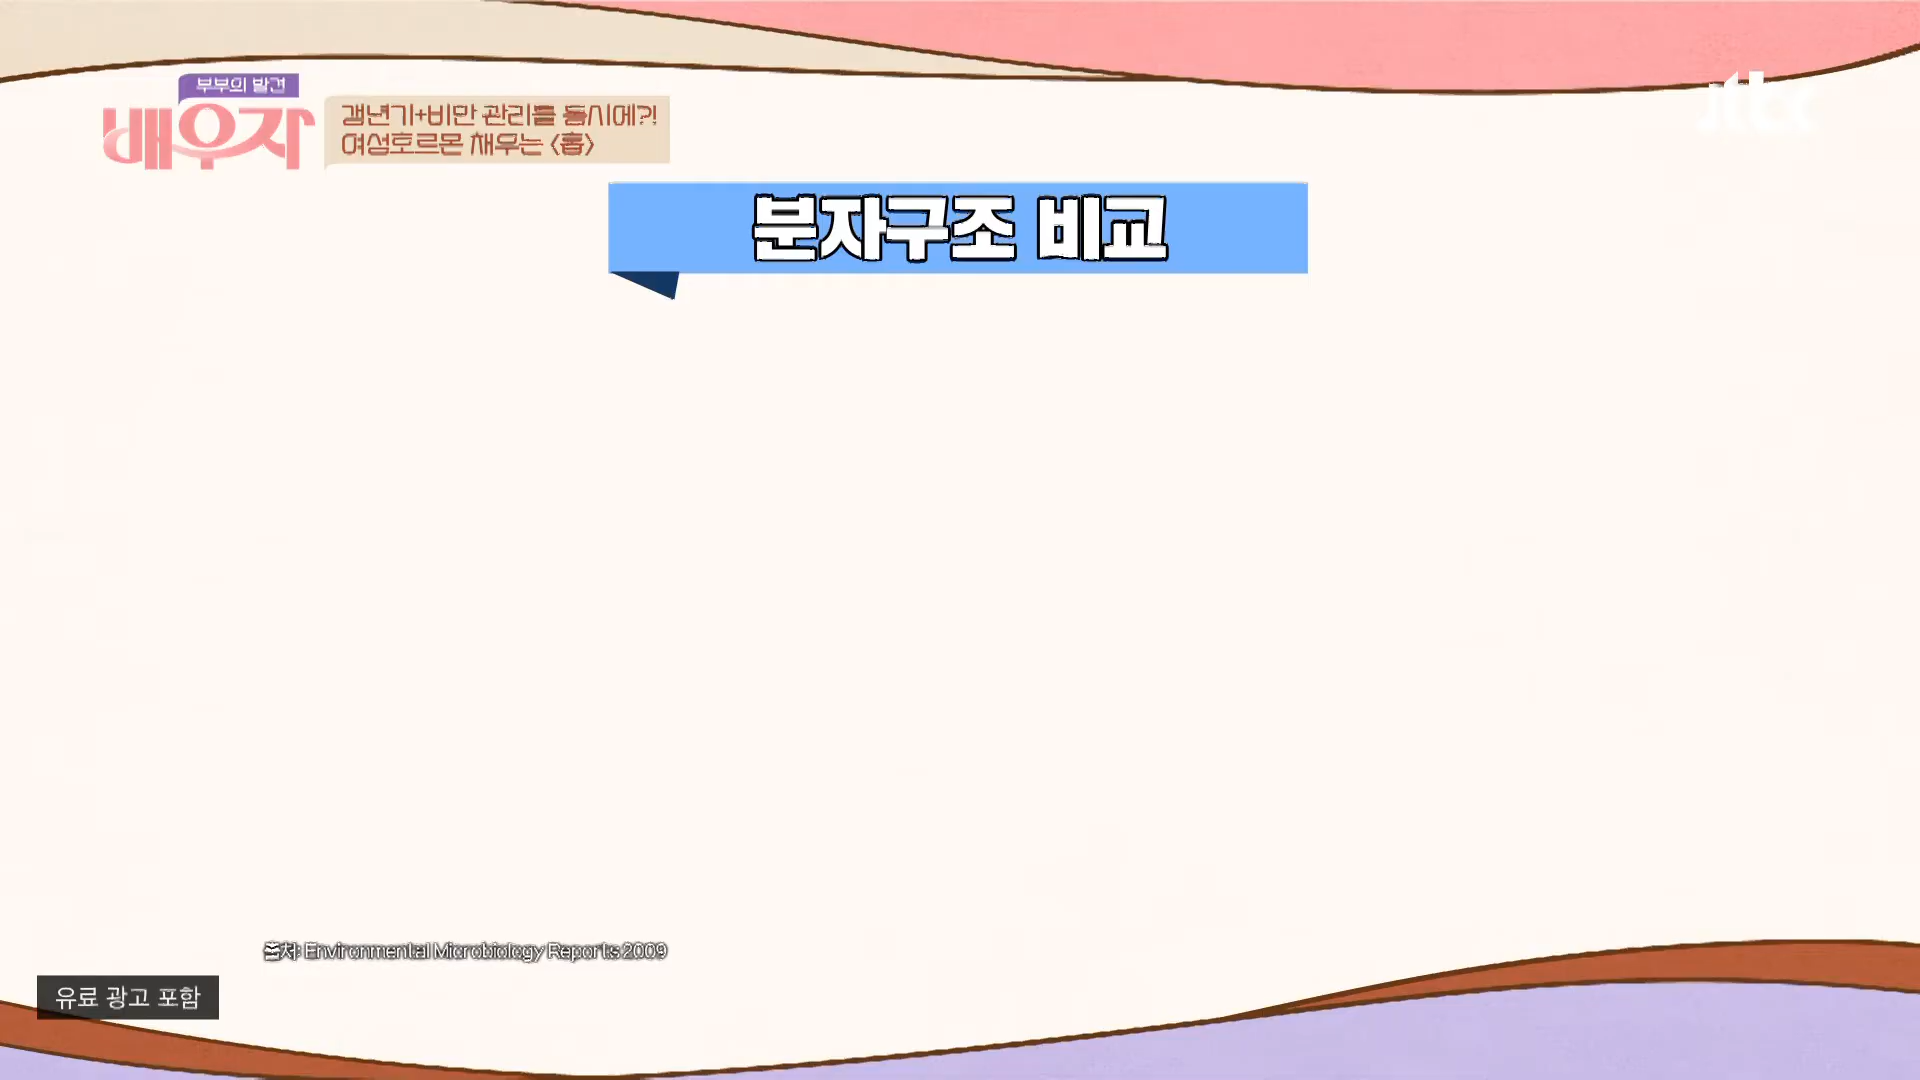 부부의 발견
배우자
갱년기+비만 관리를 동시에?!
여성호르몬 채우는 <홉>
jtbc
분자구조 비교
출처: Environmental Microbiology Reports 2009
유료 광고 포함